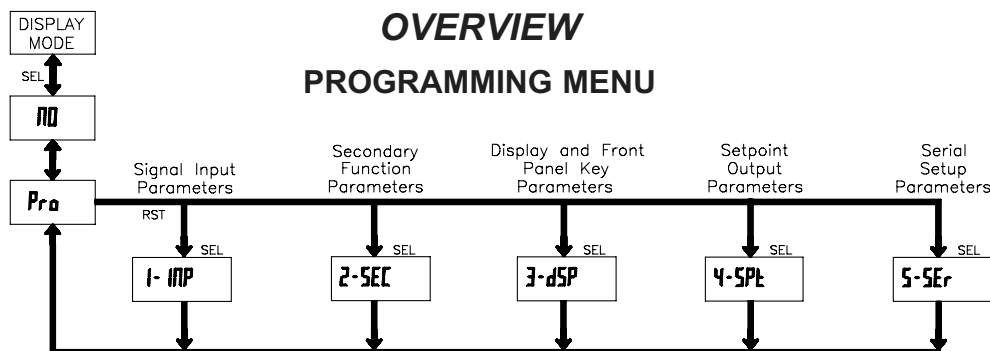 OVERVIEW
PROGRAMMING MENU
DISPLAY
MODE
SEL
NO
Pro
RST
Signal Input
Parameters
SEL
1-INP
Secondary
Function
Parameters
SEL
2-SEC
Display and Front
Panel Key
Parameters
SEL
3-dSP
Setpoint
Output
Parameters
SEL
4-SPt
Serial
Setup
Parameters
SEL
5-SEr